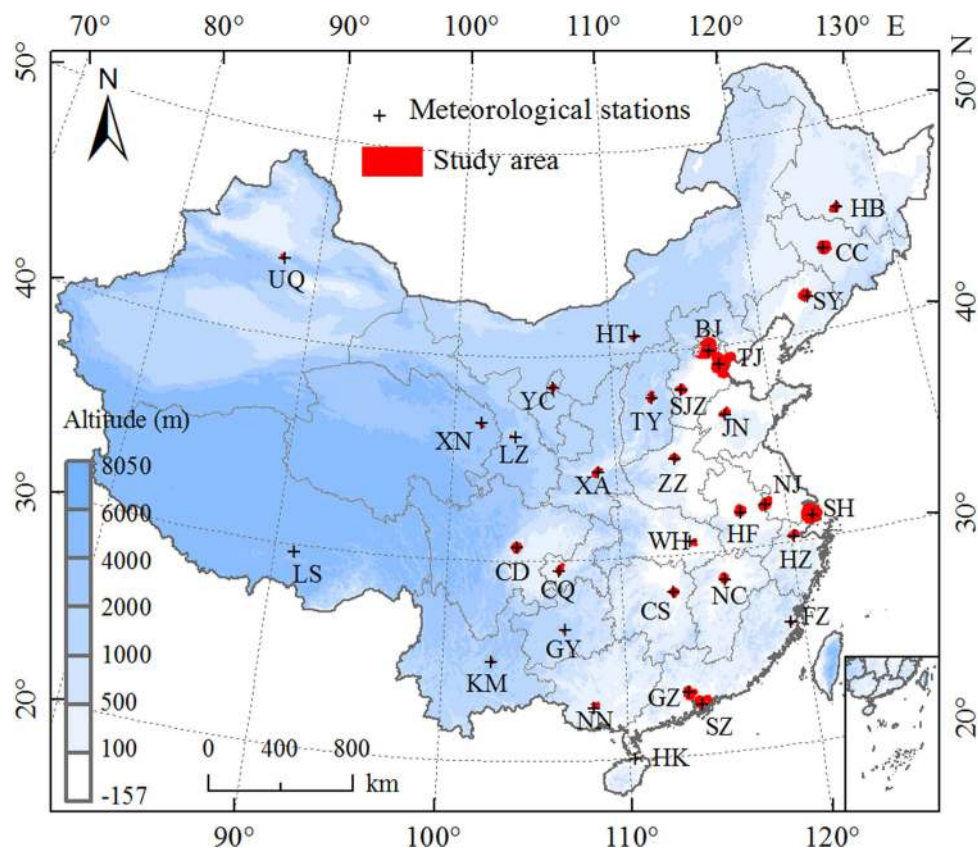 70° 80° 90° 100° 110° 120° 130° E
50°
40°
30°
20°
N
50°
40°
30°
20°
N
Meteorological stations
Study area
HB
CC
UQ
SY
HT
BJ
TJ
YC
TY
SJZ
JN
XN
LZ
XA
ZZ
NJ
SH
HF
WH
HZ
LS
CD
CQ
CS
NC
FZ
GY
KM
GZ
NN
SZ
HK
Altitude (m)
8050
6000
4000
2000
1000
500
100
-157
0 400 800
km
90° 100° 110° 120°